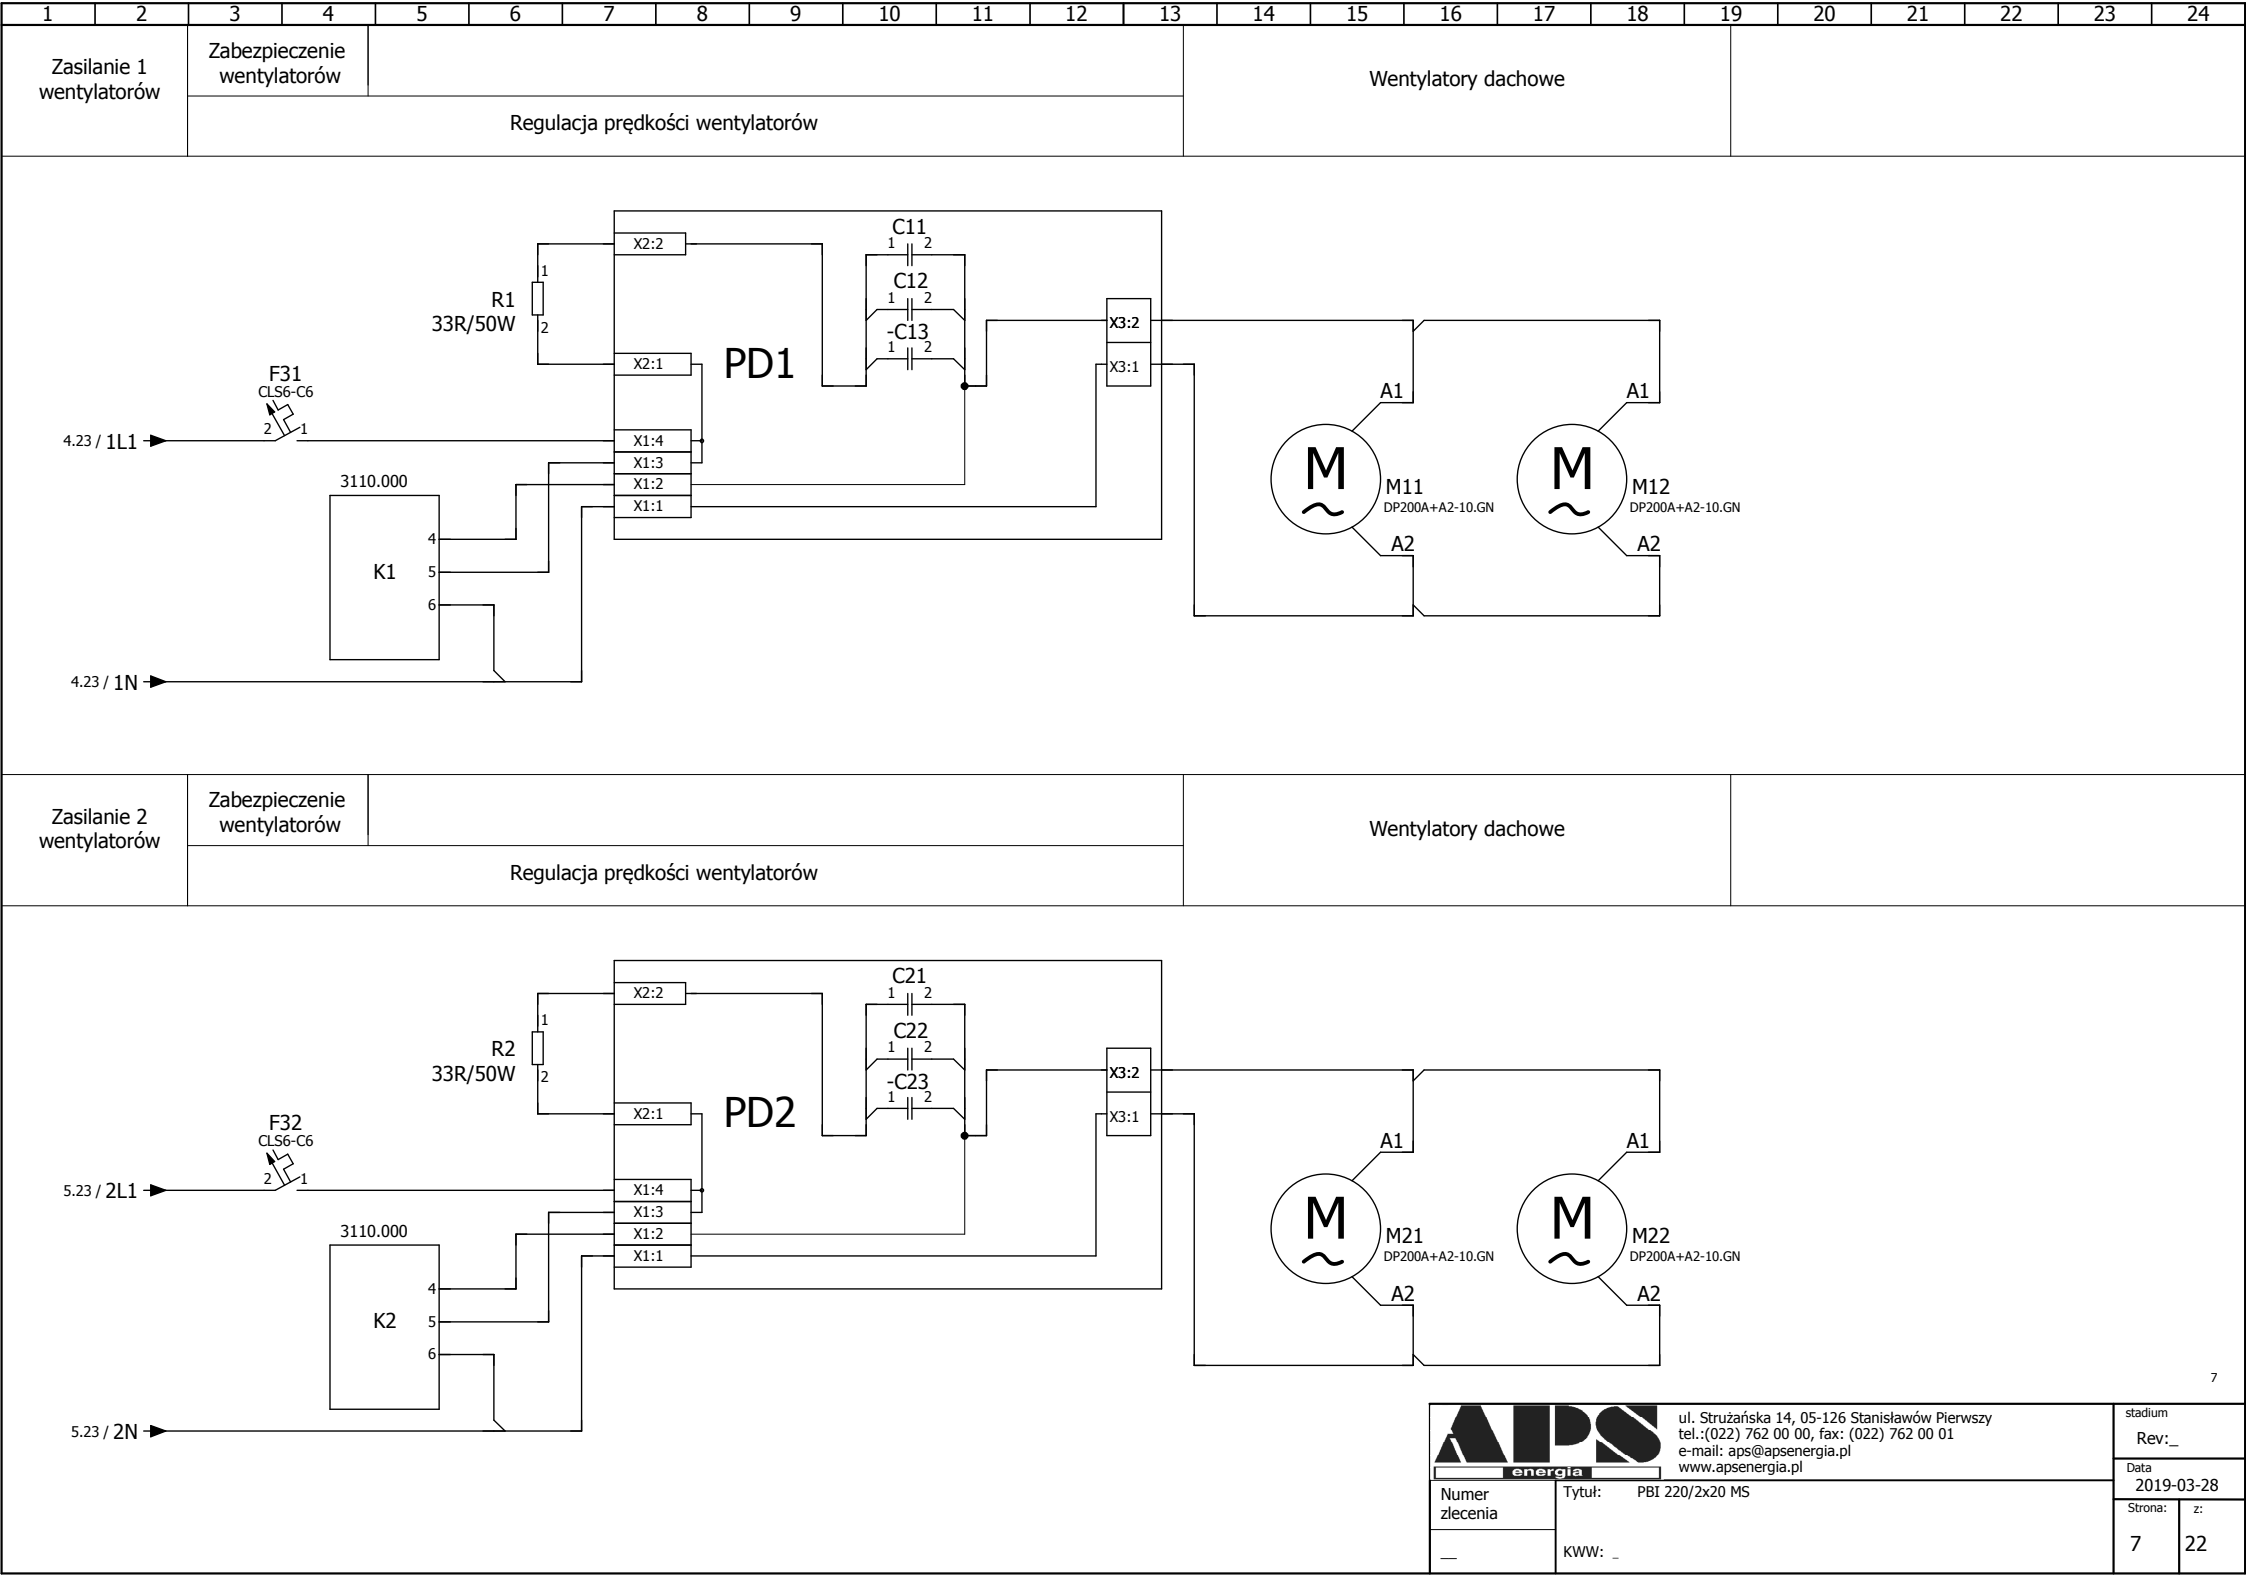 1 2 3 4 5 6 7 8 9 10 11 12 13 14 15 16 17 18 19 20 21 22 23 24
Zasilanie 1
wentylatorów
Zabezpieczenie
wentylatorów
Regulacja prędkości wentylatorów
Wentylatory dachowe
X2:2
C11
1 2
C12
1 2
-C13
1 2
1
R1
33R/50W
2
X2:1
PD1
X3:2
X3:1
F31
CLS6-C6
2 1
4.23 / 1L1
X1:4
X1:3
X1:2
X1:1
3110.000
4
K1
5
6
4.23 / 1N
A1
M
M11
DP200A+A2-10.GN
A2
A1
M
M12
DP200A+A2-10.GN
A2
Zasilanie 2
wentylatorów
Zabezpieczenie
wentylatorów
Regulacja prędkości wentylatorów
Wentylatory dachowe
X2:2
C21
1 2
C22
1 2
-C23
1 2
1
R2
33R/50W
2
X2:1
PD2
X3:2
X3:1
F32
CLS6-C6
2 1
5.23 / 2L1
X1:4
X1:3
X1:2
X1:1
3110.000
4
K2
5
6
5.23 / 2N
A1
M
M21
DP200A+A2-10.GN
A2
A1
M
M22
DP200A+A2-10.GN
A2
7
APS
energia
ul. Strużańska 14, 05-126 Stanisławów Pierwszy
tel.:(022) 762 00 00, fax: (022) 762 00 01
e-mail: aps@apsenergia.pl
www.apsenergia.pl
stadium
Rev:_
Data
2019-03-28
Numer
zlecenia
__
Tytuł: PBI 220/2x20 MS
KWW: _
Strona: z:
7 22